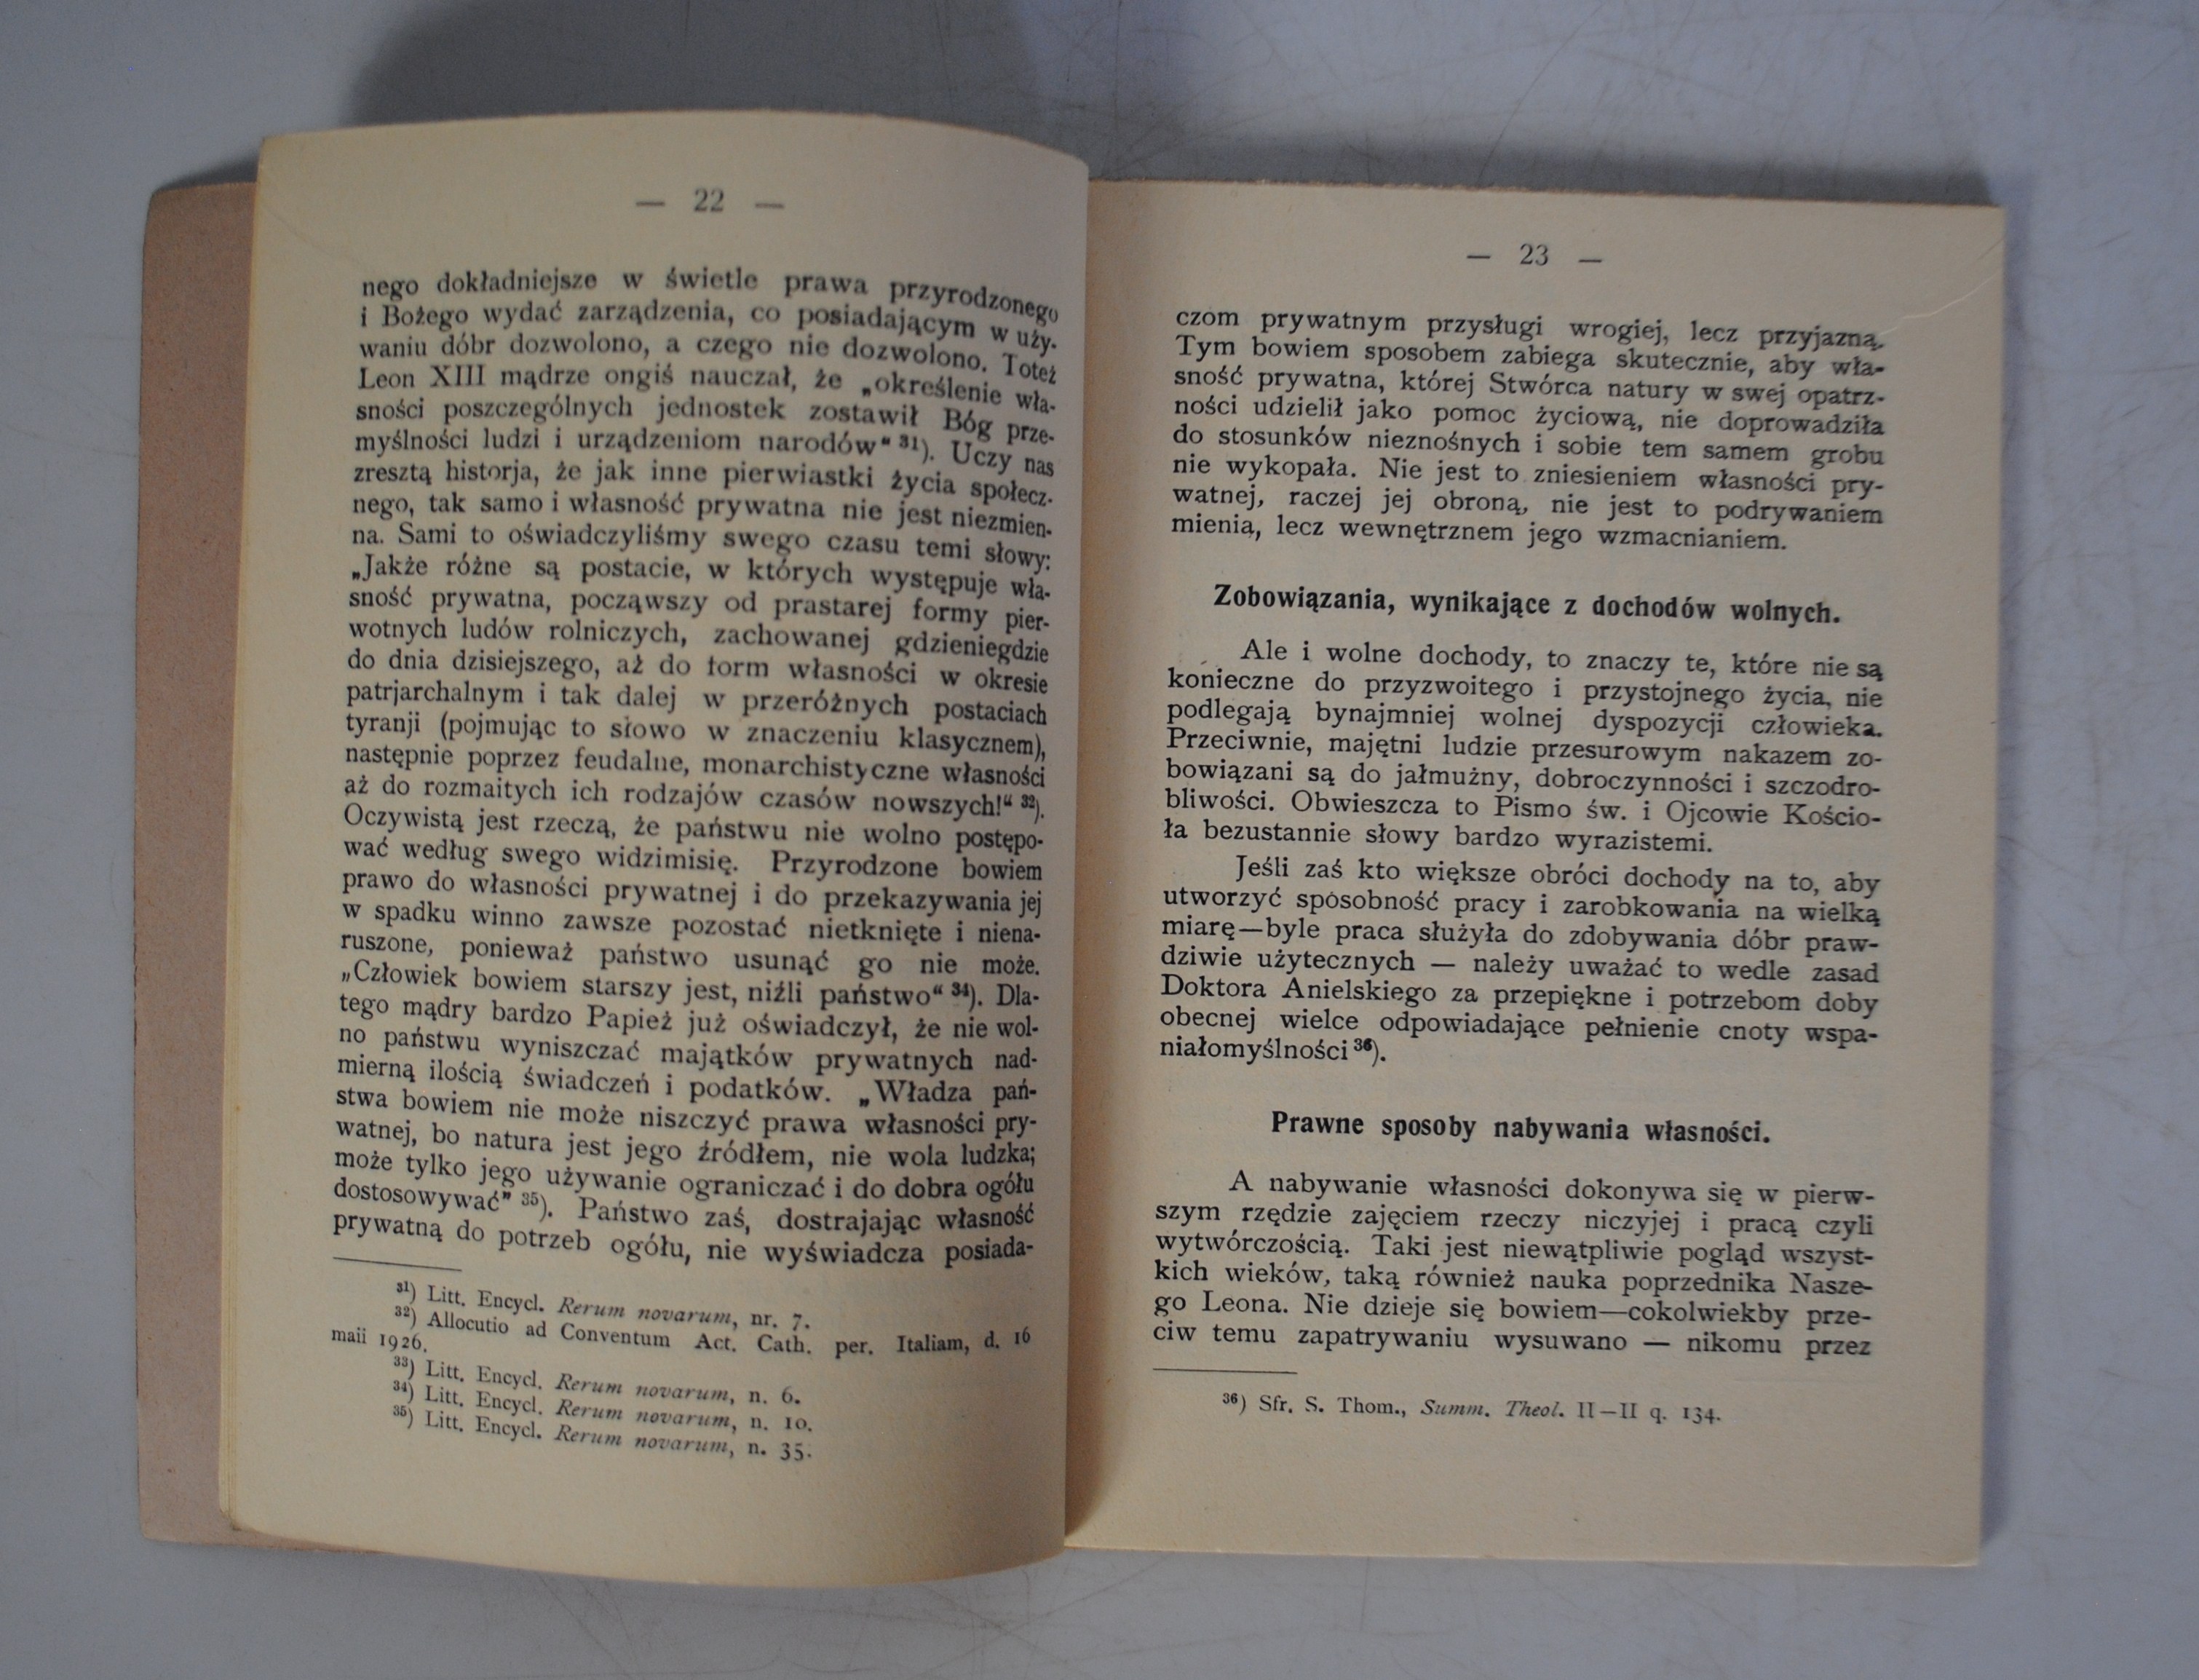 — 22 —
nego dokładniejsze w świetle prawa przyrodzonego
i Bożego wydać zarządzenia, co posiadającym w uży-
waniu dóbr dozwolono, a czego nie dozwolono. Toteż
Leon XIII mądrze ongiś nauczał, że „określenie wła-
sności poszczególnych jednostek zostawił Bóg prze-
myślności ludzi i urządzeniom narodów“ ³¹). Uczy nas
zresztą historja, że jak inne pierwiastki życia społecz-
nego, tak samo i własność prywatna nie jest niezmien-
na. Sami to oświadczyliśmy swego czasu temi słowy:
„Jakże różne są postacie, w których występuje wła-
sność prywatna, począwszy od prastarej formy pier-
wotnych ludów rolniczych, zachowanej gdzieniegdzie
do dnia dzisiejszego, aż do form własności w okresie
patrjarchalnym i tak dalej w przeróżnych postaciach
tyranji (pojmując to słowo w znaczeniu klasycznem),
następnie poprzez feudalne, monarchistyczne własności
aż do rozmaitych ich rodzajów czasów nowszych!“ ³²).
Oczywistą jest rzeczą, że państwu nie wolno postępo-
wać według swego widzimisię. Przyrodzone bowiem
prawo do własności prywatnej i do przekazywania jej
w spadku winno zawsze pozostać nietknięte i niena-
ruszone, ponieważ państwo usunąć go nie może.
„Człowiek bowiem starszy jest, niźli państwo“ ³⁴). Dla-
tego mądry bardzo Papież już oświadczył, że nie wol-
no państwu wyniszczać majątków prywatnych nad-
mierną ilością świadczeń i podatków. „Władza pań-
stwa bowiem nie może niszczyć prawa własności pry-
watnej, bo natura jest jego źródłem, nie wola ludzka;
może tylko jego używanie ograniczać i do dobra ogółu
dostosowywać” ³⁵). Państwo zaś, dostrajając własność
prywatną do potrzeb ogółu, nie wyświadcza posiada-
³¹) Litt. Encycl. Rerum novarum, nr. 7.
³²) Allocutio ad Conventum Act. Cath. per. Italiam, d. 16
maii 1926.
³³) Litt. Encycl. Rerum novarum, n. 6.
³⁴) Litt. Encycl. Rerum novarum, n. 10.
³⁵) Litt. Encycl. Rerum novarum, n. 35.
— 23 —
czom prywatnym przysługi wrogiej, lecz przyjazną.
Tym bowiem sposobem zabiega skutecznie, aby wła-
sność prywatna, której Stwórca natury w swej opatrz-
ności udzielił jako pomoc życiową, nie doprowadziła
do stosunków nieznośnych i sobie tem samem grobu
nie wykopała. Nie jest to zniesieniem własności pry-
watnej, raczej jej obroną, nie jest to podrywaniem
mienia, lecz wewnętrznem jego wzmacnianiem.
Zobowiązania, wynikające z dochodów wolnych.
Ale i wolne dochody, to znaczy te, które nie są
konieczne do przyzwoitego i przystojnego życia, nie
podlegają bynajmniej wolnej dyspozycji człowieka.
Przeciwnie, majętni ludzie przesurowym nakazem zo-
bowiązani są do jałmużny, dobroczynności i szczodro-
bliwości. Obwieszcza to Pismo św. i Ojcowie Kościo-
ła bezustannie słowy bardzo wyrazistemi.
Jeśli zaś kto większe obróci dochody na to, aby
utworzyć sposobność pracy i zarobkowania na wielką
miarę—byle praca służyła do zdobywania dóbr praw-
dziwie użytecznych — należy uważać to wedle zasad
Doktora Anielskiego za przepiękne i potrzebom doby
obecnej wielce odpowiadające pełnienie cnoty wspa-
niałomyślności ³⁶).
Prawne sposoby nabywania własności.
A nabywanie własności dokonywa się w pierw-
szym rzędzie zajęciem rzeczy niczyjej i pracą czyli
wytwórczością. Taki jest niewątpliwie pogląd wszyst-
kich wieków, taką również nauka poprzednika Nasze-
go Leona. Nie dzieje się bowiem—cokolwiekby prze-
ciw temu zapatrywaniu wysuwano — nikomu przez
³⁶) Sfr. S. Thom., Summ. Theol. II—II q. 134.